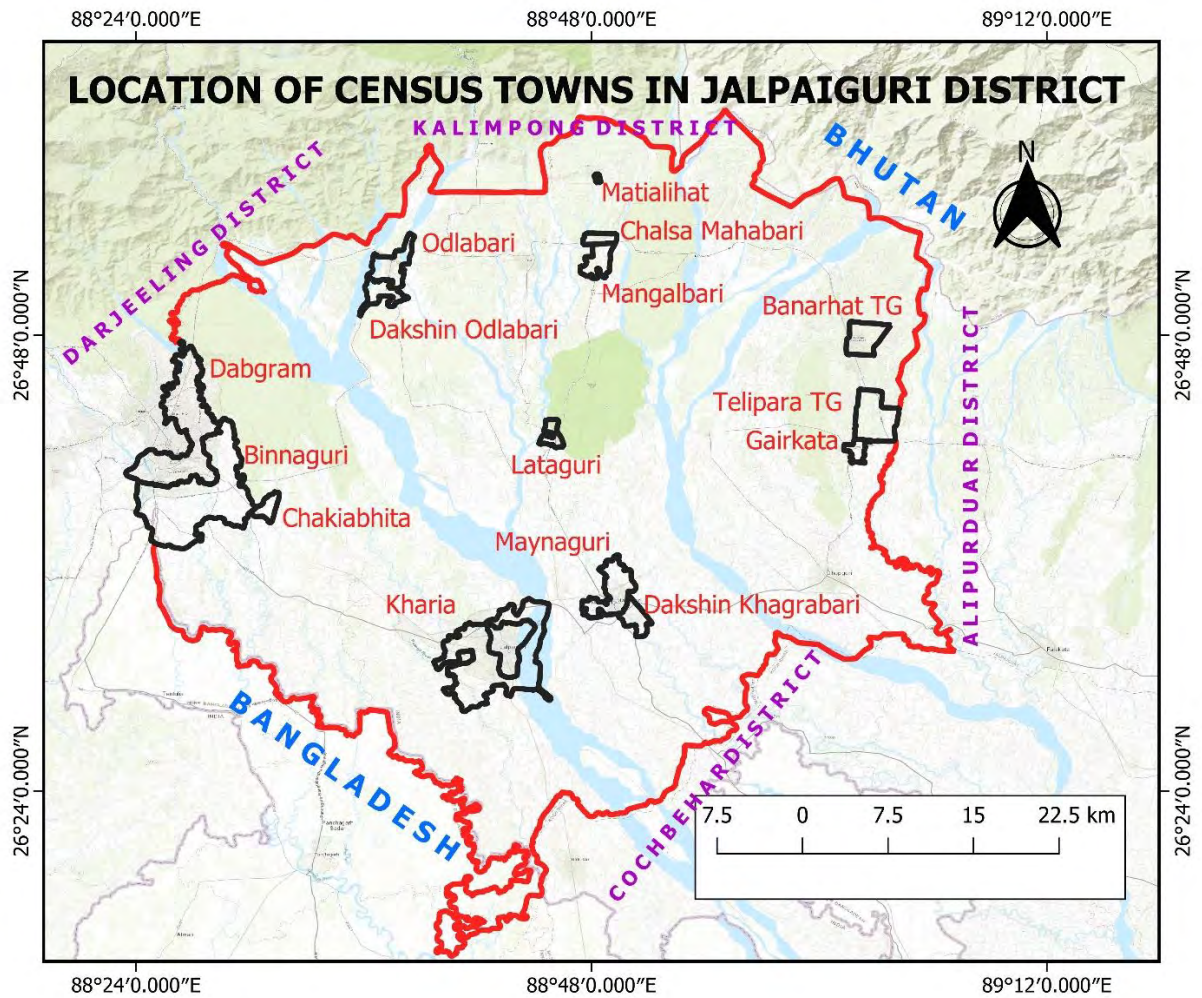 88°24'0.000"E 88°48'0.000"E 89°12'0.000"E
LOCATION OF CENSUS TOWNS IN JALPAIGURI DISTRICT
KALIMPONG DISTRICT
BHUTAN
DARJEELING DISTRICT
N
Matialihat
Odlabari
Chalsa Mahabari
Mangalbari
Banarhat TG
Dakshin Odlabari
26°48'0.000"N
26°48'0.000"N
Dabgram
Telipara TG
Gairkata
Binnaguri
Lataguri
ALIPURDUAR DISTRICT
Chakiabhita
Maynaguri
Kharia
Dakshin Khagrabari
BANGLADESH
COCHBEHARDISTRICT
26°24'0.000"N
26°24'0.000"N
7.5 0 7.5 15 22.5 km
88°24'0.000"E 88°48'0.000"E 89°12'0.000"E